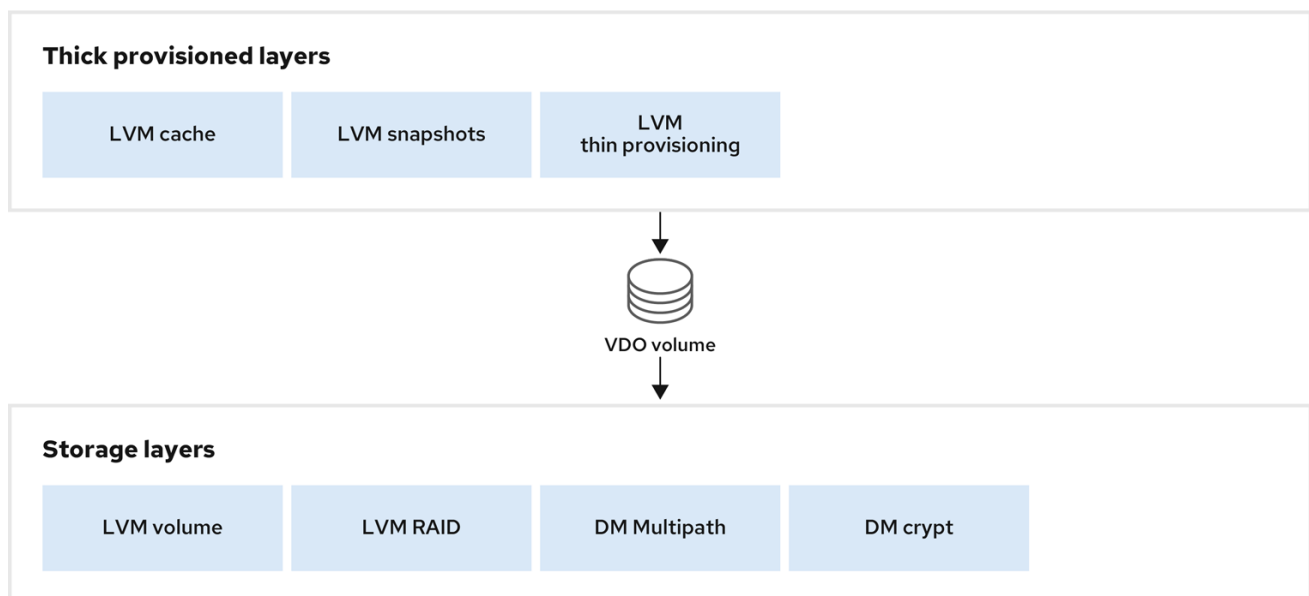 Thick provisioned layers
LVM cache
LVM snapshots
LVM
thin provisioning
VDO volume
Storage layers
LVM volume
LVM RAID
DM Multipath
DM crypt